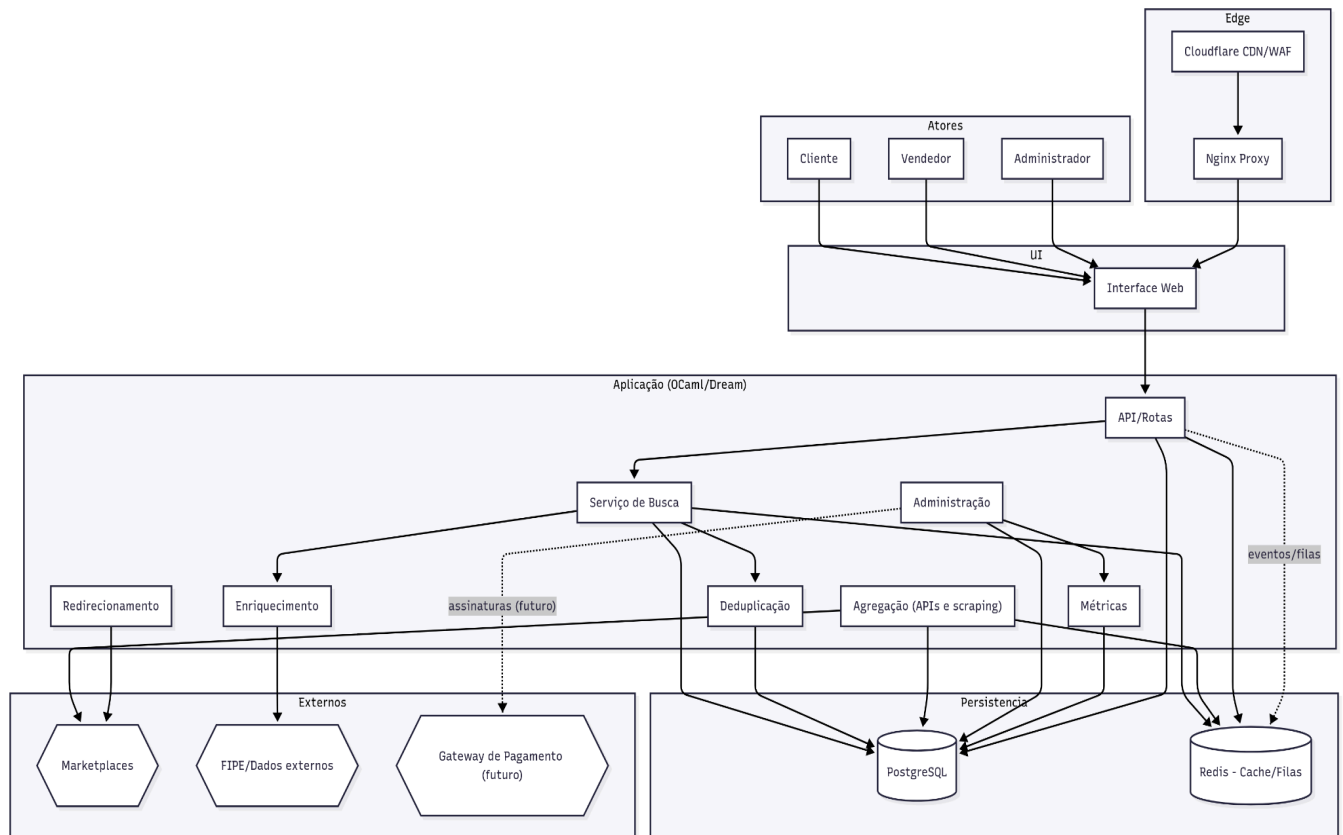 Edge
Cloudflare CDN/WAF
Atores
Cliente
Vendedor
Administrador
Nginx Proxy
UI
Interface Web
Aplicação (OCaml/Dream)
API/Rotas
Serviço de Busca
Administração
eventos/filas
Redirecionamento
Enriquecimento
assinaturas (futuro)
Deduplicação
Agregação (APIs e scraping)
Métricas
Externos
Persistencia
Marketplaces
FIPE/Dados externos
Gateway de Pagamento
(futuro)
PostgreSQL
Redis - Cache/Filas